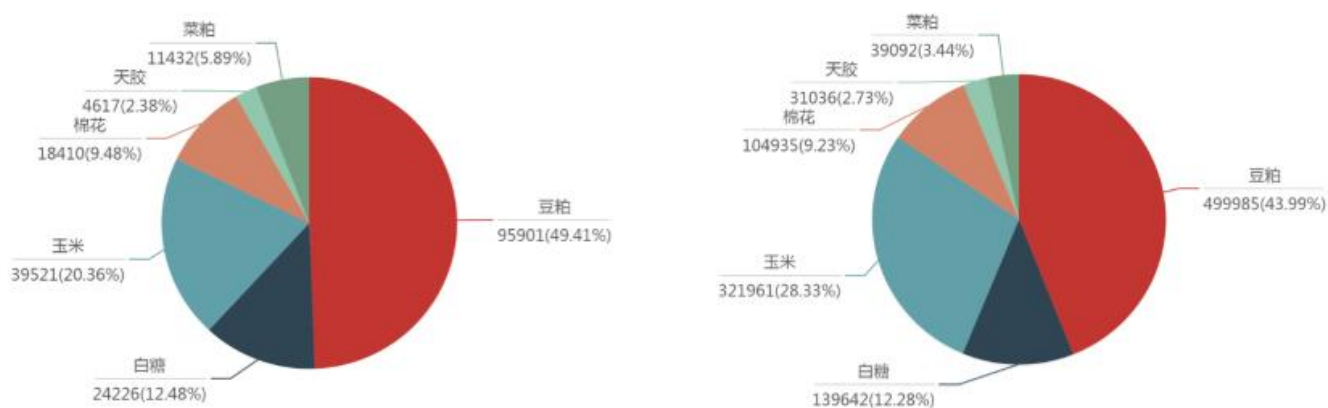 菜粕
11432(5.89%)
天胶
4617(2.38%)
棉花
18410(9.48%)
豆粕
95901(49.41%)
玉米
39521(20.36%)
白糖
24226(12.48%)
菜粕
39092(3.44%)
天胶
31036(2.73%)
棉花
104935(9.23%)
豆粕
499985(43.99%)
玉米
321961(28.33%)
白糖
139642(12.28%)